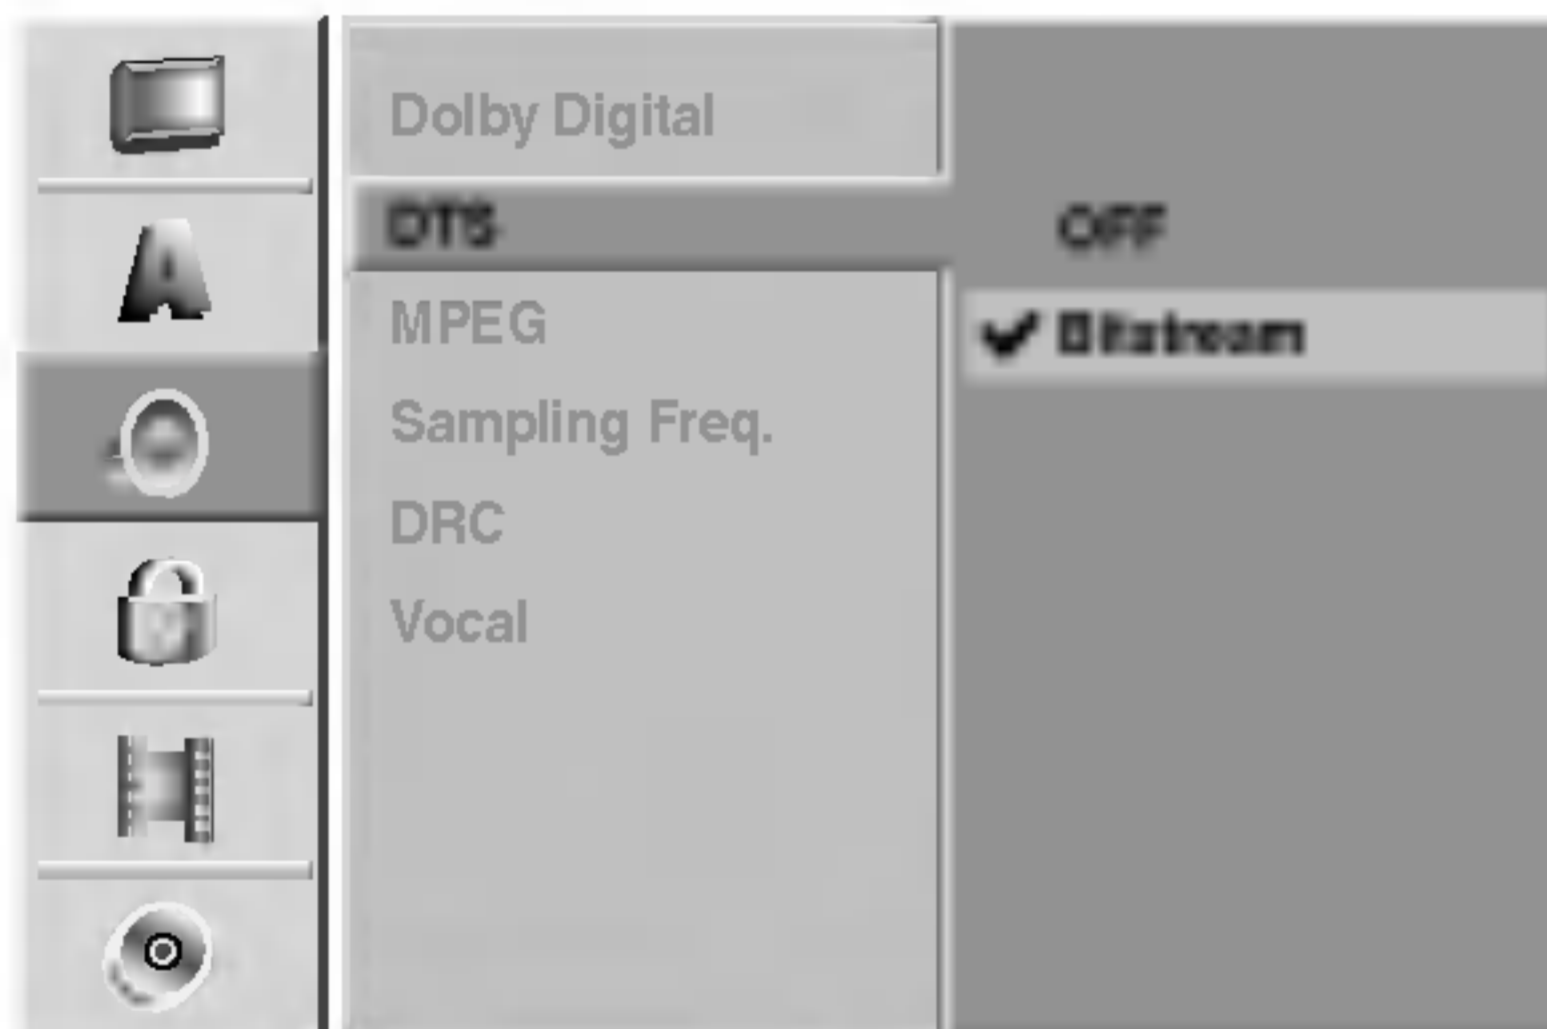 Dolby Digital
DTS
OFF
MPEG
Bitstream
Sampling Freq.
DRC
Vocal